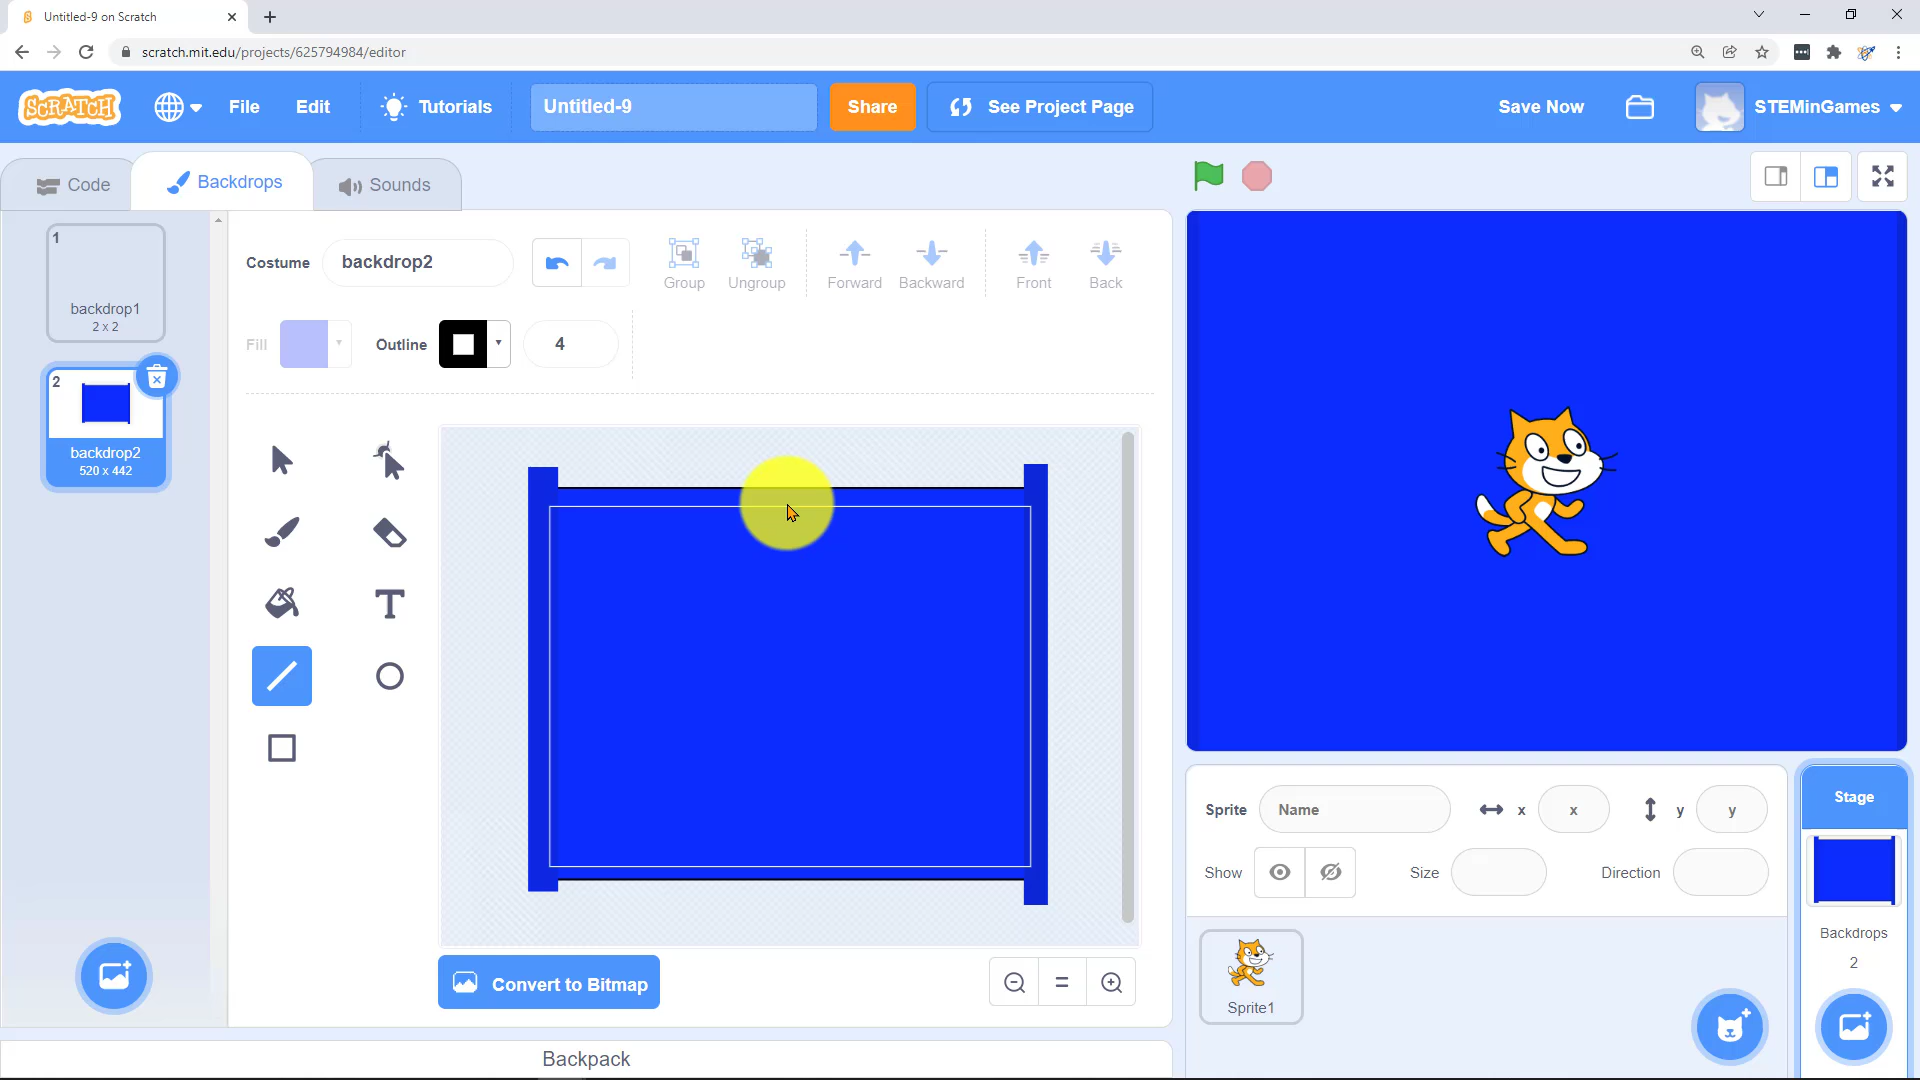 Untitled-9 on Scratch
scratch.mit.edu/projects/625794984/editor
SCRATCH
File
Edit
Tutorials
Untitled-9
Share
See Project Page
Save Now
STEMinGames
Code
Backdrops
Sounds
1
backdrop1
2 x 2
2
backdrop2
520 x 442
Costume
backdrop2
Group
Ungroup
Forward
Backward
Front
Back
Fill
Outline
4
T
Convert to Bitmap
Backpack
Sprite
Name
x
x
y
y
Show
Size
Direction
Sprite1
Stage
Backdrops
2